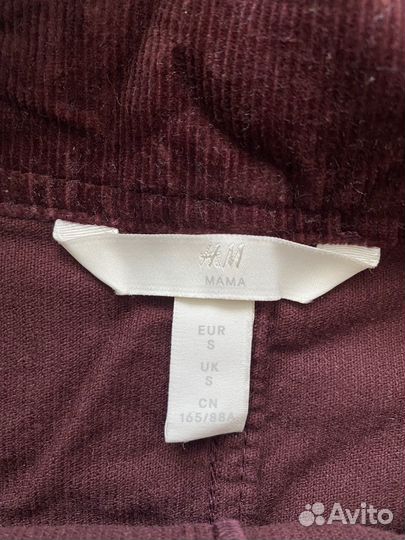 H&M
MAMA
EUR
S
UK
S
CN
165/88A
Avito